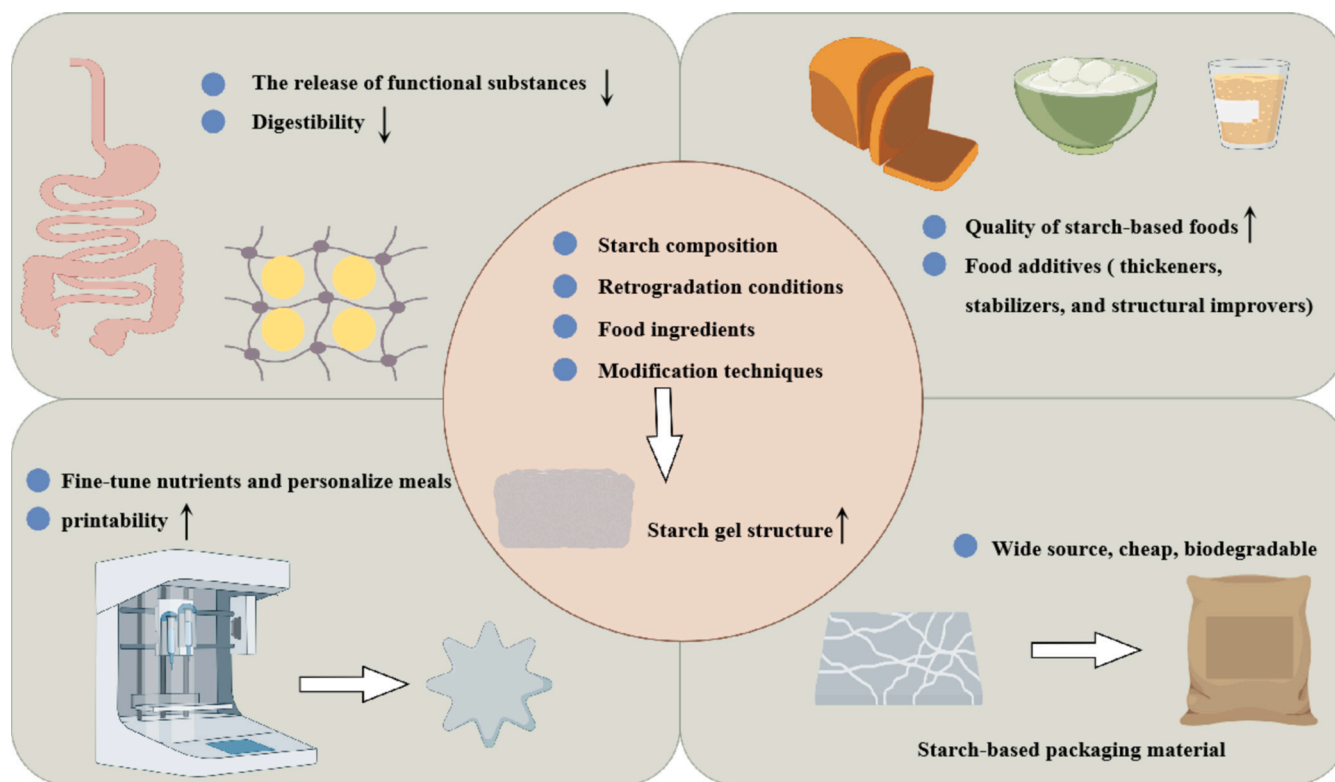 The release of functional substances ↓
Digestibility ↓
Quality of starch-based foods ↑
Food additives ( thickeners,
stabilizers, and structural improvers)
Starch composition
Retrogradation conditions
Food ingredients
Modification techniques
Starch gel structure ↑
Fine-tune nutrients and personalize meals
printability ↑
Wide source, cheap, biodegradable
Starch-based packaging material